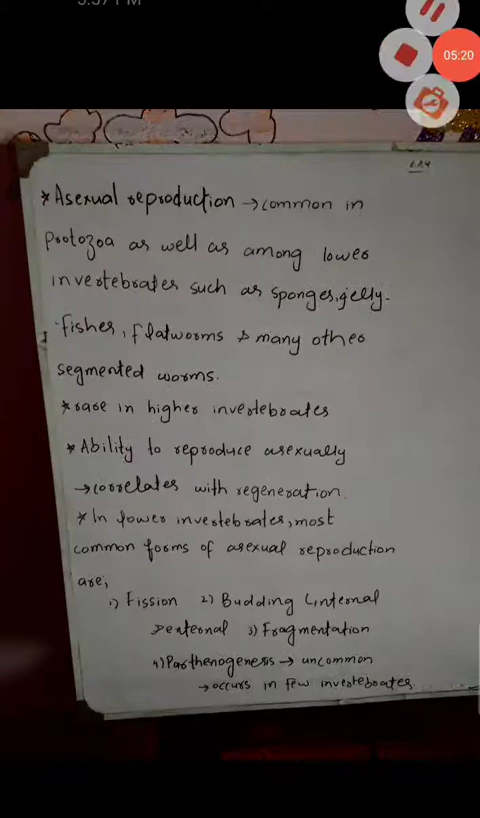 05:20
* Asexual reproduction → common in
Protozoa as well as among lower
invertebrates such as sponges, jelly-
fishes, flatworms & many other
segmented worms.
* rare in higher invertebrates
* Ability to reproduce asexually
→ correlates with regeneration.
* In lower invertebrates, most
common forms of asexual reproduction
are;
1) Fission 2) Budding (internal
external 3) Fragmentation
4) Parthenogenesis → uncommon
→ occurs in few invertebrates.